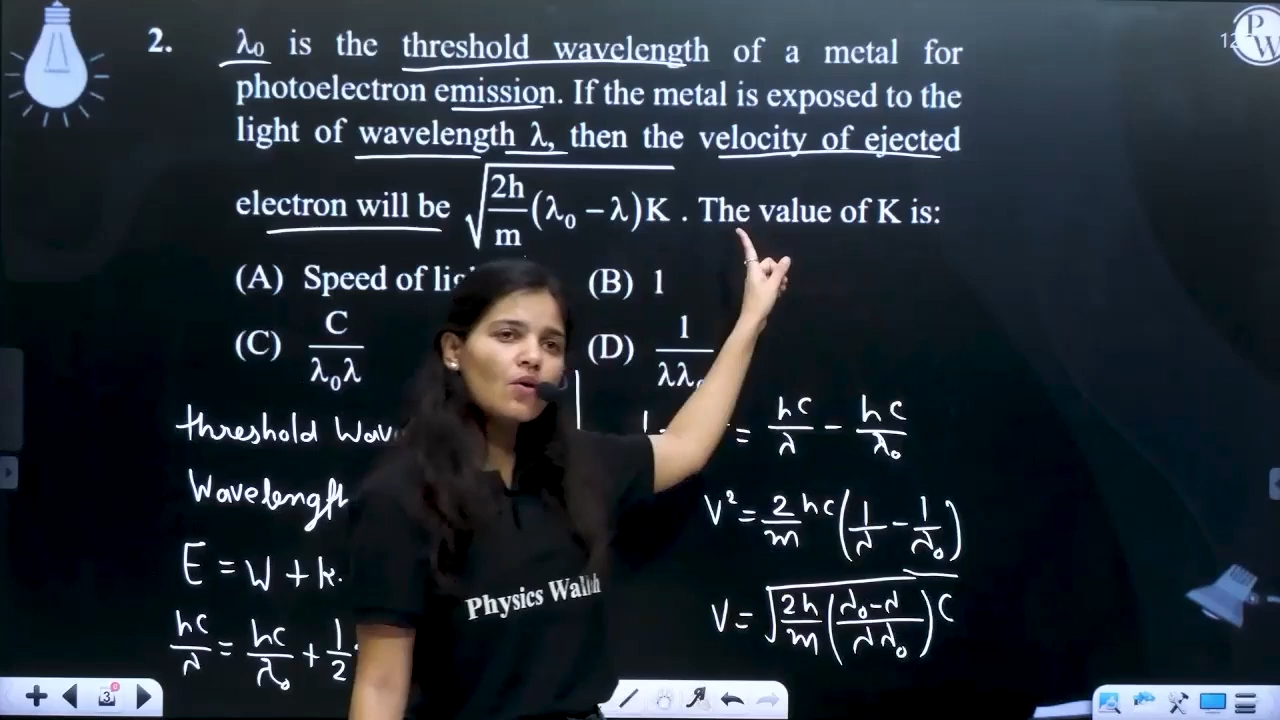 2. λ₀ is the threshold wavelength of a metal for
photoelectron emission. If the metal is exposed to the
light of wavelength λ, then the velocity of ejected
electron will be √(2h/m (λ₀ − λ)K) . The value of K is:
(A) Speed of (B) 1
(C) C/λ₀λ (D) 1/λλ₀
threshold
Wavelength
E = W + K.
hc/λ = hc/λ₀ + 1/2
= hc/λ − hc/λ₀
V² = 2/m hc (1/λ − 1/λ₀)
V = √(2h/m ((λ₀ − λ)/λλ₀) C)
Physics Wallah
P
W
12
3